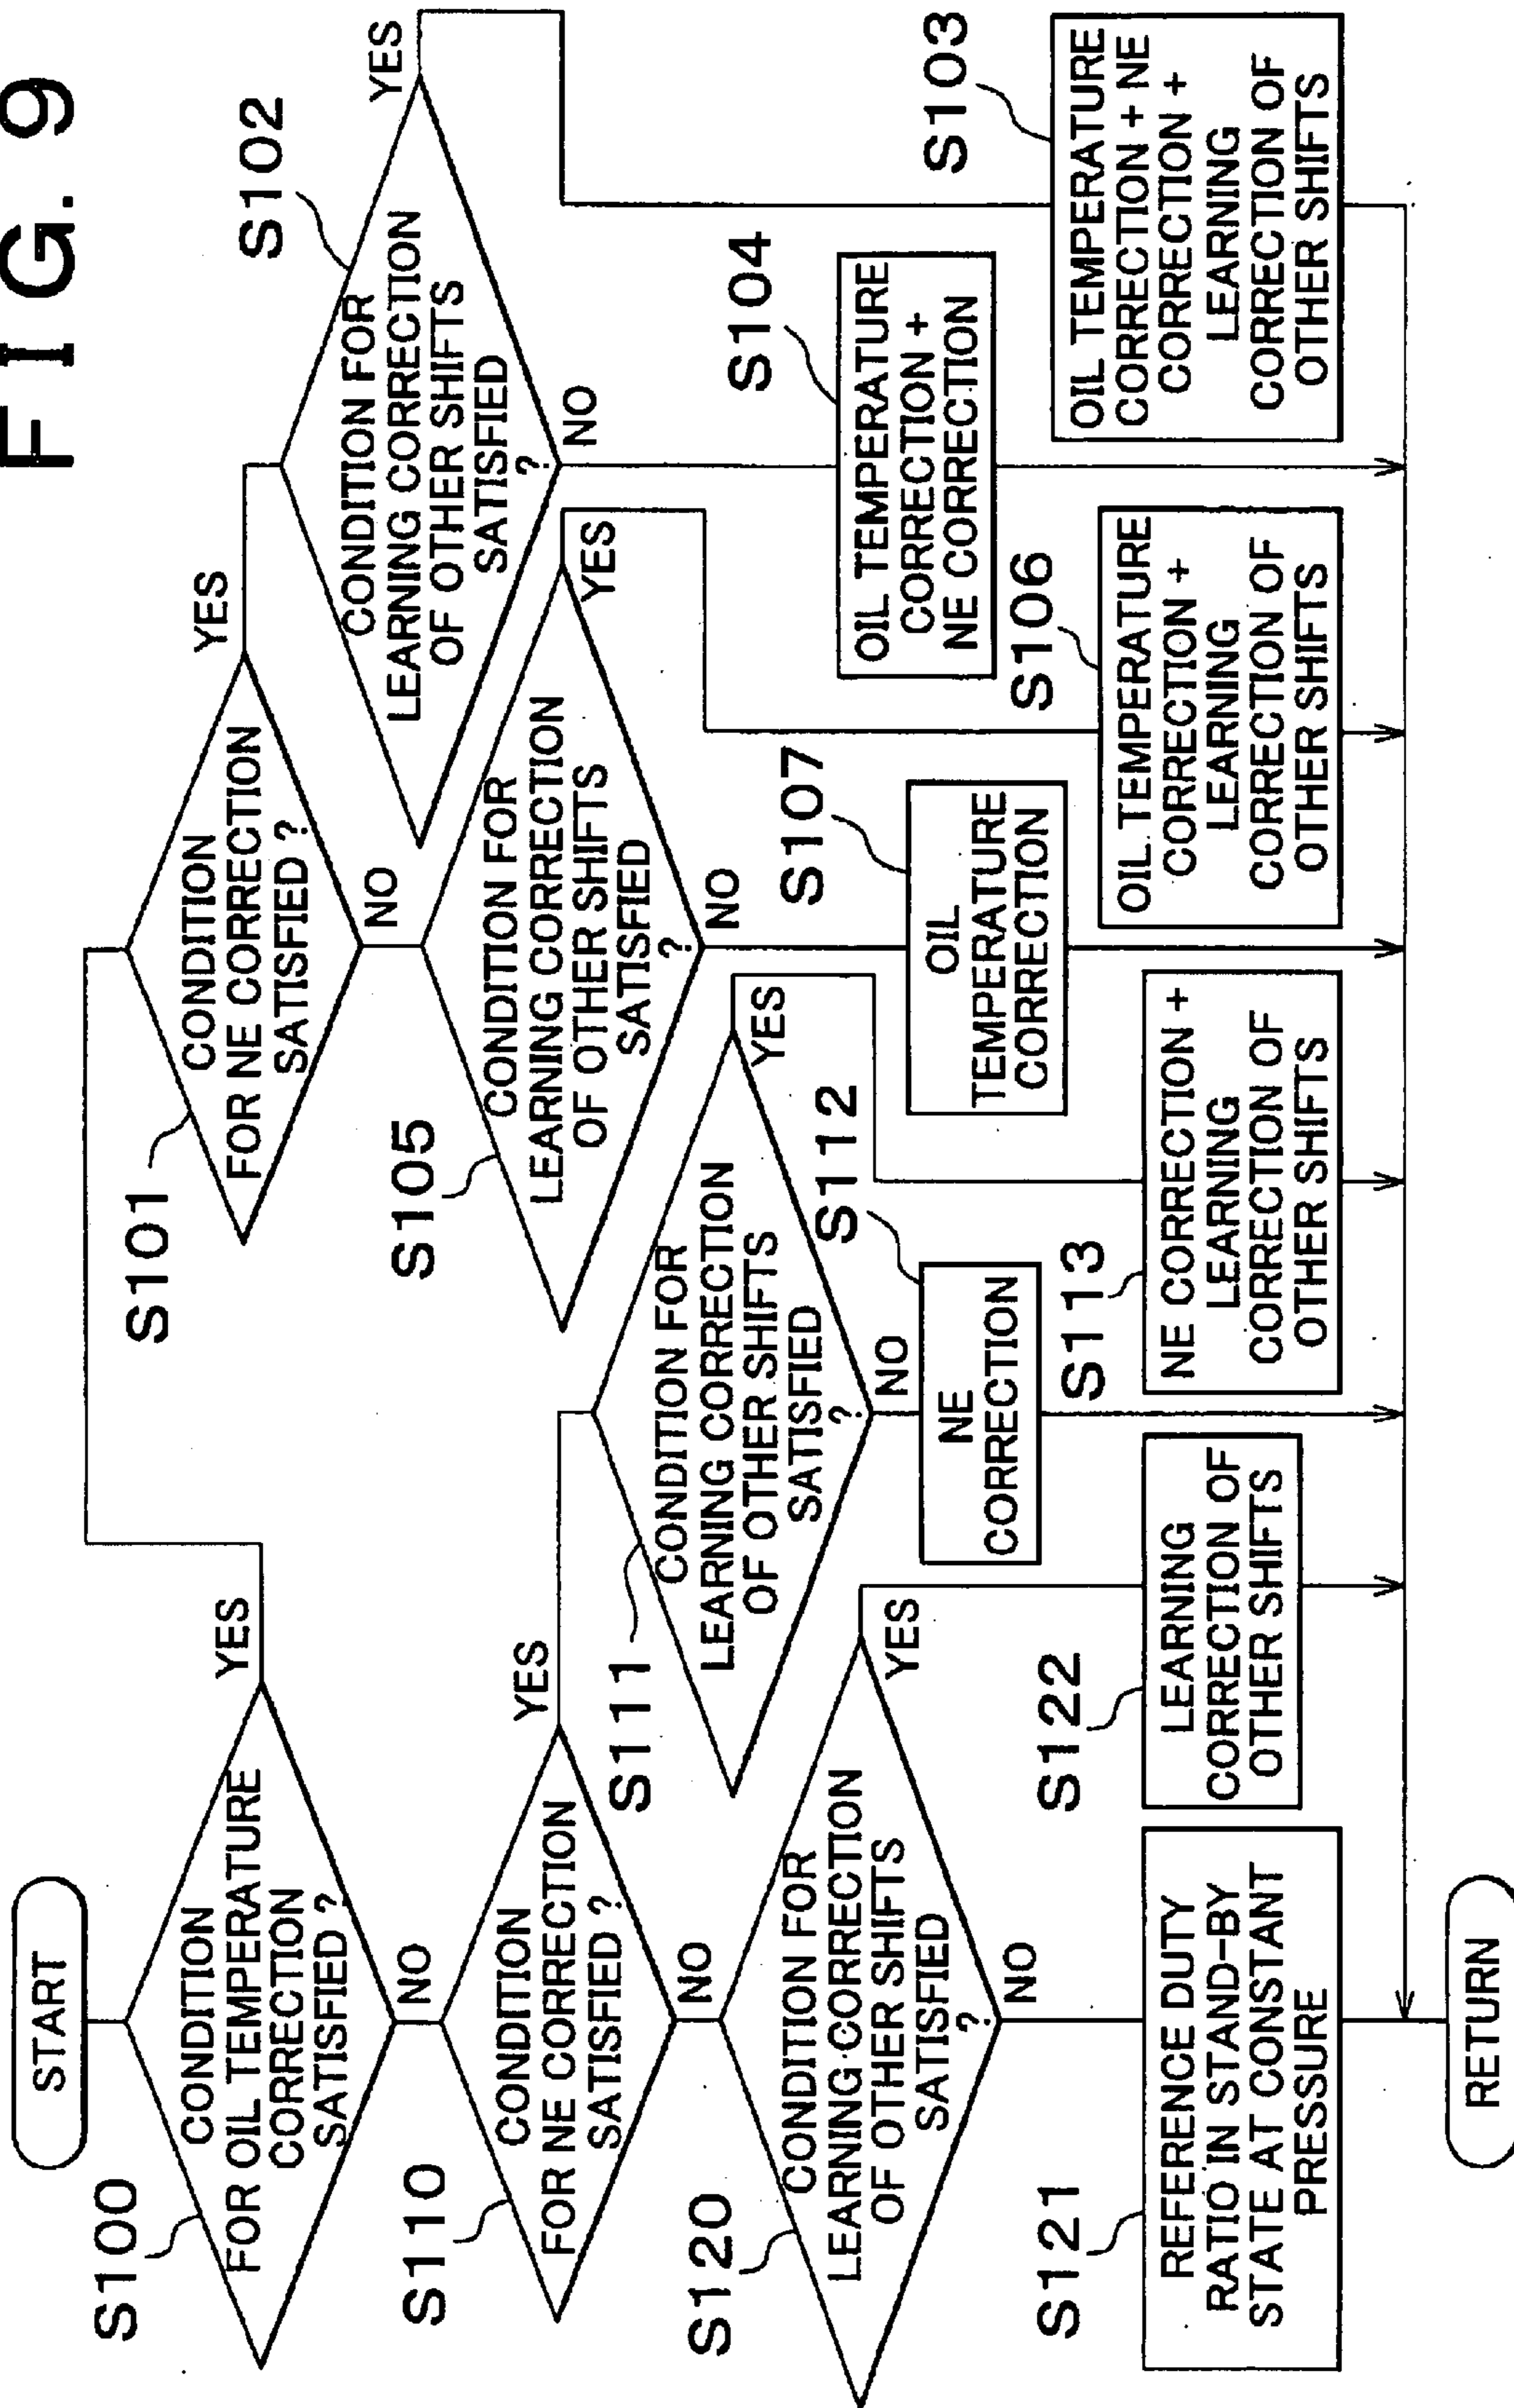 F I G. 9
START
S100
CONDITION
FOR OIL TEMPERATURE
CORRECTION
SATISFIED ?
YES
NO
S101
CONDITION
FOR NE CORRECTION
SATISFIED ?
YES
NO
S102
CONDITION FOR
LEARNING CORRECTION
OF OTHER SHIFTS
SATISFIED
?
YES
NO
S103
OIL TEMPERATURE
CORRECTION + NE
CORRECTION +
LEARNING
CORRECTION OF
OTHER SHIFTS
S104
OIL TEMPERATURE
CORRECTION +
NE CORRECTION
S105
CONDITION FOR
LEARNING CORRECTION
OF OTHER SHIFTS
SATISFIED
?
YES
NO
S106
OIL TEMPERATURE
CORRECTION +
LEARNING
CORRECTION OF
OTHER SHIFTS
S107
OIL
TEMPERATURE
CORRECTION
S110
CONDITION
FOR NE CORRECTION
SATISFIED ?
YES
NO
S111
CONDITION FOR
LEARNING CORRECTION
OF OTHER SHIFTS
SATISFIED
?
YES
NO
S112
NE
CORRECTION
S113
NE CORRECTION +
LEARNING
CORRECTION OF
OTHER SHIFTS
S120
CONDITION FOR
LEARNING CORRECTION
OF OTHER SHIFTS
SATISFIED
?
YES
NO
S122
LEARNING
CORRECTION OF
OTHER SHIFTS
S121
REFERENCE DUTY
RATIO IN STAND-BY
STATE AT CONSTANT
PRESSURE
RETURN